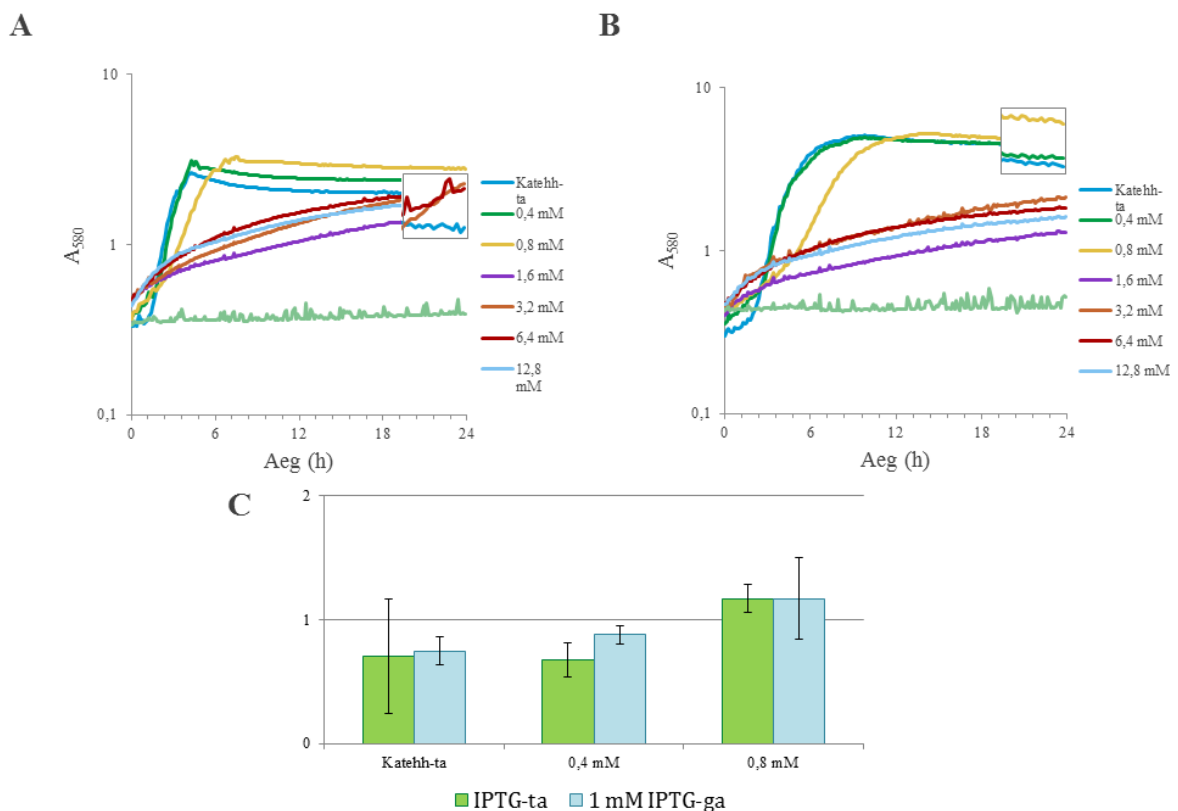 A
10
1
0,1
A580
0
6
12
18
24
Aeg (h)
Katehh-
ta
0,4 mM
0,8 mM
1,6 mM
3,2 mM
6,4 mM
12,8
mM
B
10
1
0,1
A580
0
6
12
18
24
Aeg (h)
Katehh-
ta
0,4 mM
0,8 mM
1,6 mM
3,2 mM
6,4 mM
12,8 mM
C
2
1
0
Katehh-ta
0,4 mM
0,8 mM
IPTG-ta
1 mM IPTG-ga